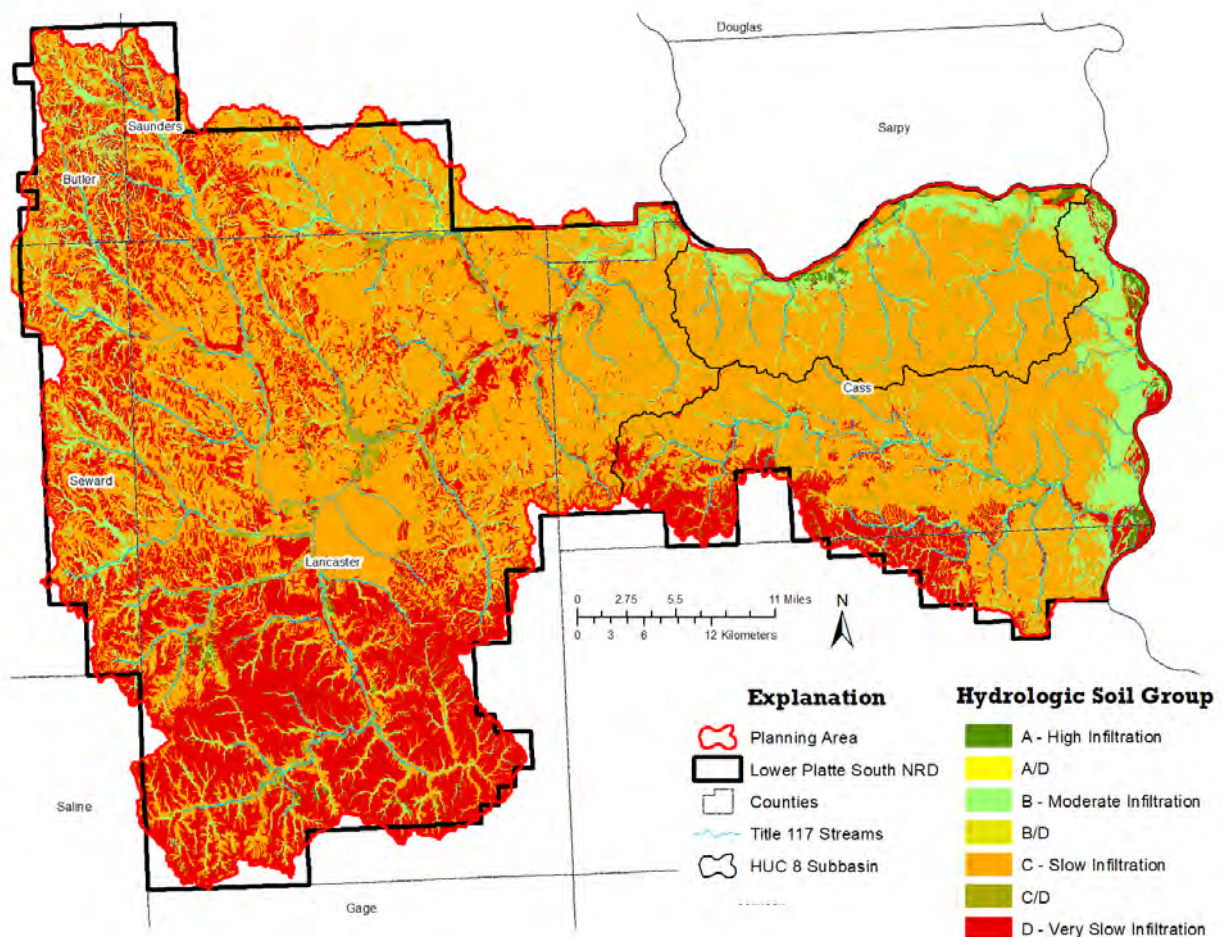 Douglas
Sarpy
Saunders
Butler
Cass
Seward
Lancaster
0 2.75 5.5 11 Miles
0 3 6 12 Kilometers
N
Saline
Gage
Explanation
Planning Area
Lower Platte South NRD
Counties
Title 117 Streams
HUC 8 Subbasin
Hydrologic Soil Group
A - High Infiltration
A/D
B - Moderate Infiltration
B/D
C - Slow Infiltration
C/D
D - Very Slow Infiltration